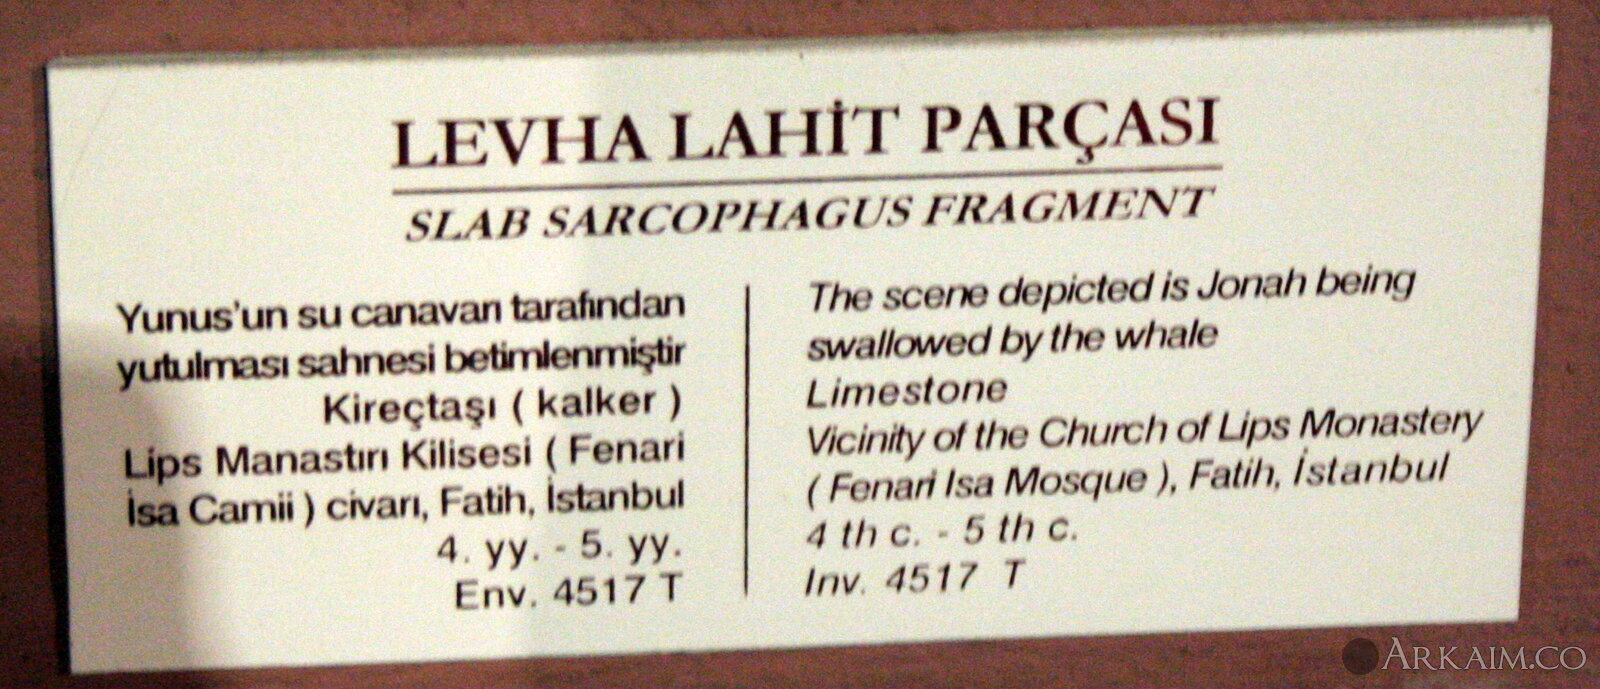 LEVHA LAHİT PARÇASI
SLAB SARCOPHAGUS FRAGMENT
Yunus'un su canavarı tarafından
yutulması sahnesi betimlenmiştir
Kireçtaşı ( kalker )
Lips Manastırı Kilisesi ( Fenari
İsa Camii ) civarı, Fatih, İstanbul
4. yy. - 5. yy.
Env. 4517 T
The scene depicted is Jonah being
swallowed by the whale
Limestone
Vicinity of the Church of Lips Monastery
( Fenari Isa Mosque ), Fatih, İstanbul
4 th c. - 5 th c.
Inv. 4517 T
ARKAIM.CO